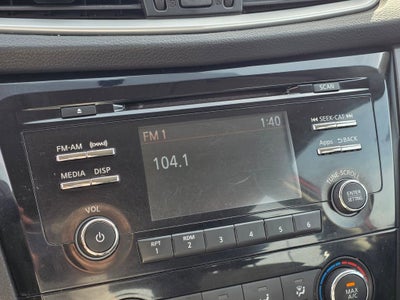 SCAN
FM-AM
FM 1
1:40
SEEK-CAT
Apps BACK
104.1
MEDIA DISP
TUNE-SCROLL
ENTER
SETTING
VOL
RPT
1
RDM
2
3
4
5
6
MAX
A/C